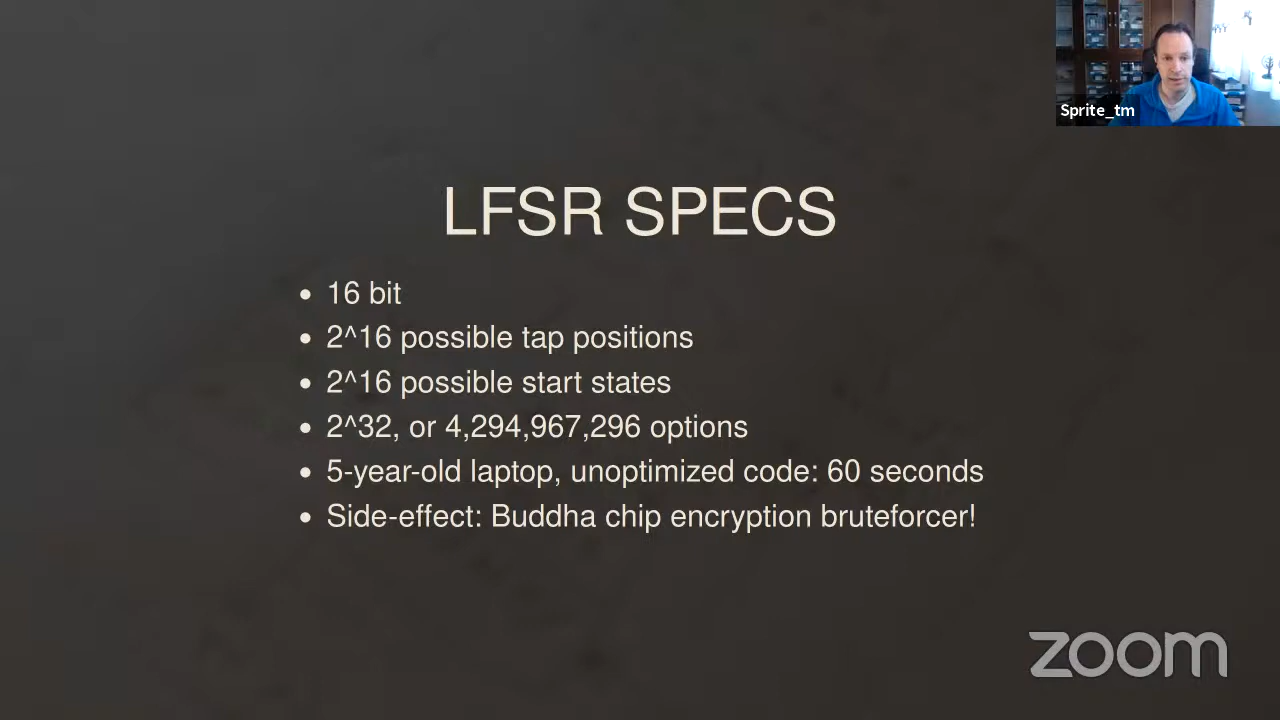 Sprite_tm
LFSR SPECS
16 bit
2^16 possible tap positions
2^16 possible start states
2^32, or 4,294,967,296 options
5-year-old laptop, unoptimized code: 60 seconds
Side-effect: Buddha chip encryption bruteforcer!
zoom